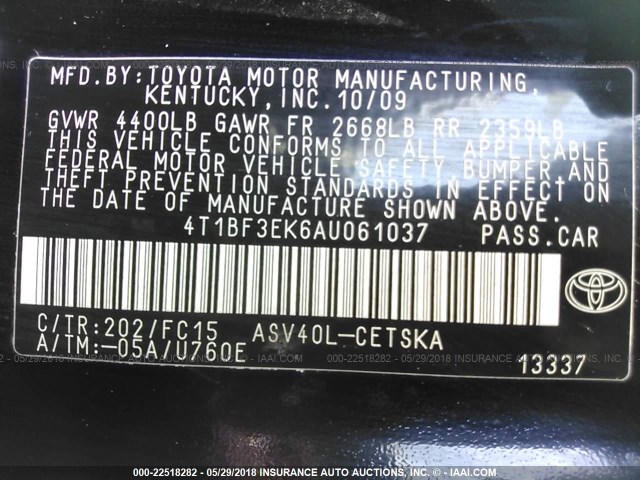 MFD.BY:TOYOTA MOTOR MANUFACTURING,
KENTUCKY,INC.10/09
GVWR 4400LB GAWR FR 2668LB RR 2359LB
THIS VEHICLE CONFORMS TO ALL APPLICABLE
FEDERAL MOTOR VEHICLE SAFETY,BUMPER,AND
THEFT PREVENTION STANDARDS IN EFFECT ON
THE DATE OF MANUFACTURE SHOWN ABOVE.
4T1BF3EK6AU061037 PASS.CAR
C/TR:202/FC15 ASV40L-CETSKA
A/TM:-05A/U760E
13337
000-22518282 - 05/29/2018 INSURANCE AUTO AUCTIONS, INC. - IAAI.COM